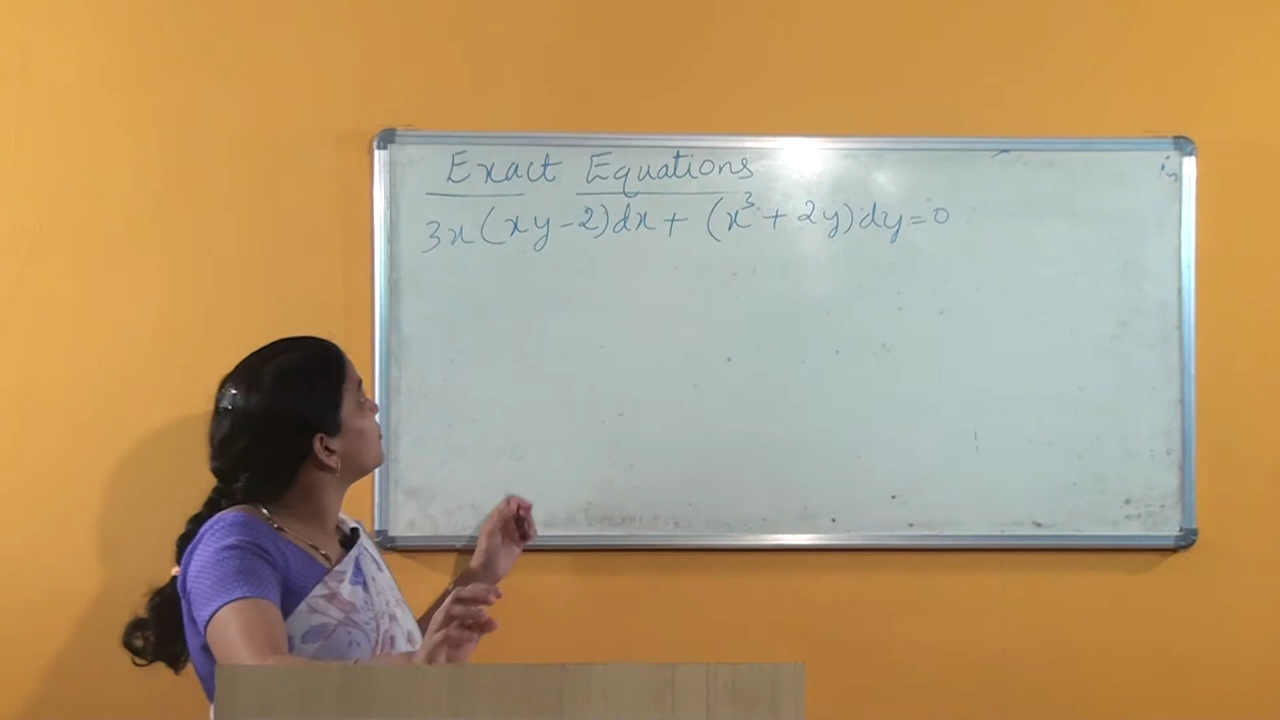 Exact Equations
3x(xy-2)dx + (x³ + 2y)dy=0